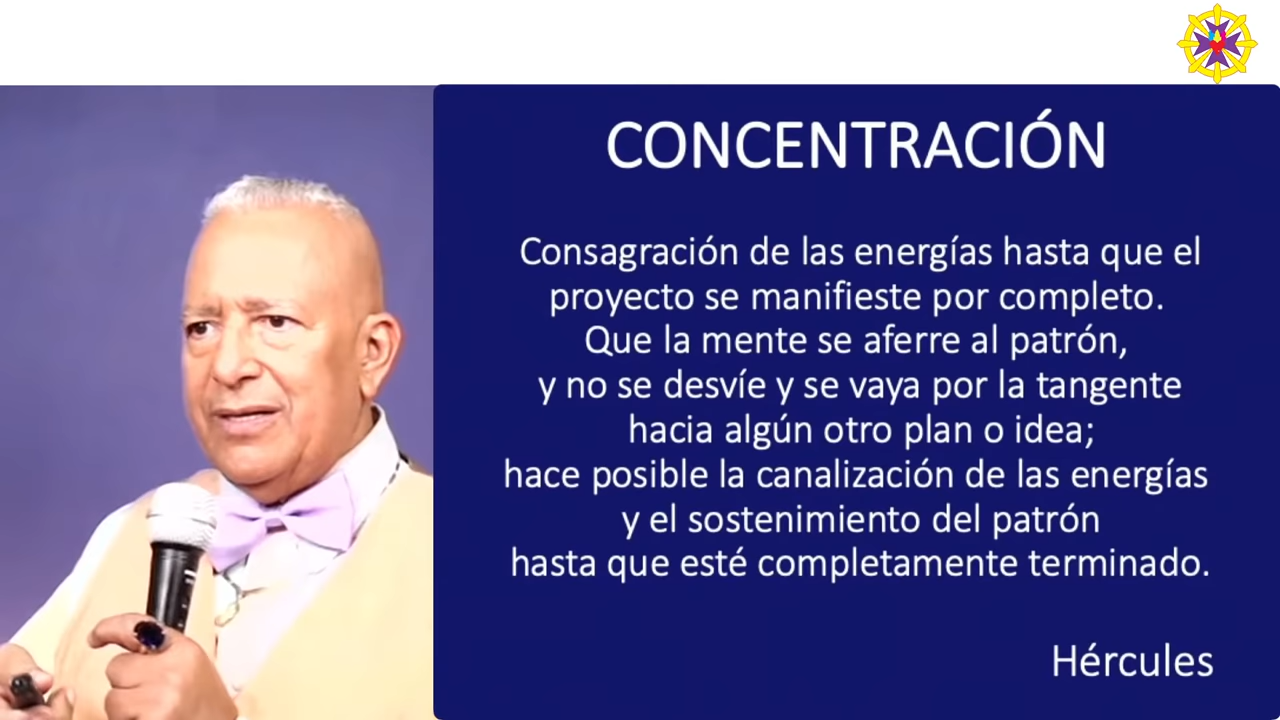 CONCENTRACIÓN
Consagración de las energías hasta que el
proyecto se manifieste por completo.
Que la mente se aferre al patrón,
y no se desvíe y se vaya por la tangente
hacia algún otro plan o idea;
hace posible la canalización de las energías
y el sostenimiento del patrón
hasta que esté completamente terminado.
Hércules